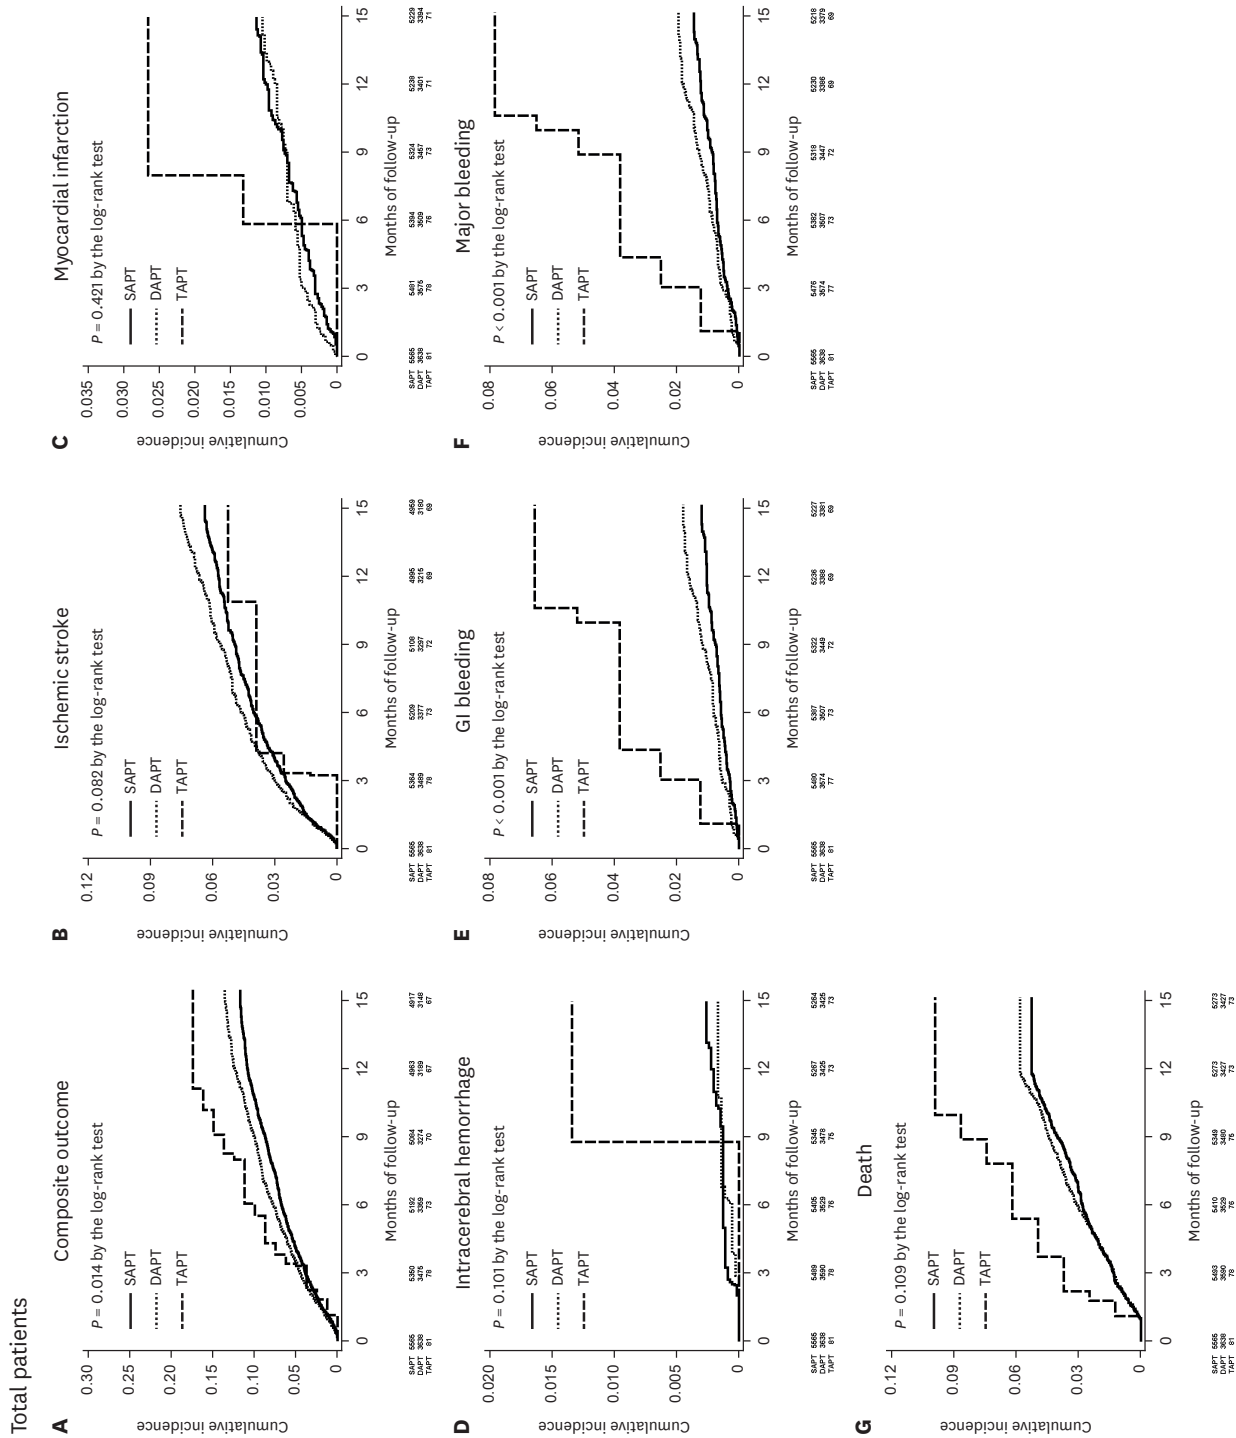 Total patients
A
Composite outcome
P = 0.014 by the log-rank test
SAPT
DAPT
TAPT
Cumulative incidence
0.30
0.25
0.20
0.15
0.10
0.05
0
0 3 6 9 12 15
Months of follow-up
SAPT 5565 5350 5192 5084 4963 4917
DAPT 3638 3475 3369 3274 3189 3148
TAPT 81 78 73 70 67 67
B
Ischemic stroke
P = 0.082 by the log-rank test
SAPT
DAPT
TAPT
Cumulative incidence
0.12
0.09
0.06
0.03
0
0 3 6 9 12 15
Months of follow-up
SAPT 5565 5364 5209 5108 4995 4959
DAPT 3638 3489 3377 3297 3215 3180
TAPT 81 78 73 72 69 69
C
Myocardial infarction
P = 0.421 by the log-rank test
SAPT
DAPT
TAPT
Cumulative incidence
0.035
0.030
0.025
0.020
0.015
0.010
0.005
0
0 3 6 9 12 15
Months of follow-up
SAPT 5565 5481 5394 5324 5238 5229
DAPT 3638 3575 3509 3457 3401 3394
TAPT 81 78 76 73 71 71
D
Intracerebral hemorrhage
P = 0.101 by the log-rank test
SAPT
DAPT
TAPT
Cumulative incidence
0.020
0.015
0.010
0.005
0
0 3 6 9 12 15
Months of follow-up
SAPT 5565 5489 5405 5345 5267 5264
DAPT 3638 3590 3529 3478 3425 3425
TAPT 81 78 76 75 73 73
E
GI bleeding
P < 0.001 by the log-rank test
SAPT
DAPT
TAPT
Cumulative incidence
0.08
0.06
0.04
0.02
0
0 3 6 9 12 15
Months of follow-up
SAPT 5565 5480 5387 5322 5236 5227
DAPT 3638 3574 3507 3449 3388 3381
TAPT 81 77 73 72 69 69
F
Major bleeding
P < 0.001 by the log-rank test
SAPT
DAPT
TAPT
Cumulative incidence
0.08
0.06
0.04
0.02
0
0 3 6 9 12 15
Months of follow-up
SAPT 5565 5476 5382 5318 5230 5218
DAPT 3638 3574 3507 3447 3386 3379
TAPT 81 77 73 72 69 69
G
Death
P = 0.109 by the log-rank test
SAPT
DAPT
TAPT
Cumulative incidence
0.12
0.09
0.06
0.03
0
0 3 6 9 12 15
Months of follow-up
SAPT 5565 5493 5410 5349 5273 5273
DAPT 3638 3590 3529 3480 3427 3427
TAPT 81 78 76 75 73 73